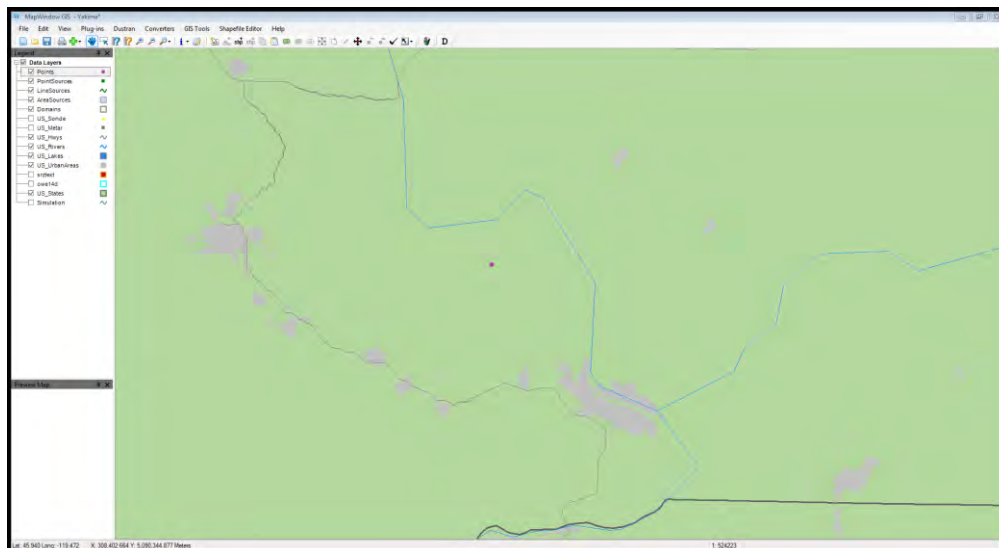 MapWindow GIS - Yakima*
File Edit View Plug-ins Dustran Converters GIS Tools Shapefile Editor Help
D
Legend
Data Layers
Points
PointSources
LineSources
AreaSources
Domains
US_Sonde
US_Metar
US_Hwys
US_Rivers
US_Lakes
US_UrbanAreas
US_States
Simulation
Preview Map
Lat: 45.940 Long: -119.472 X: 308,402.664 Y: 5,090,344.877 Meters
1: 524223